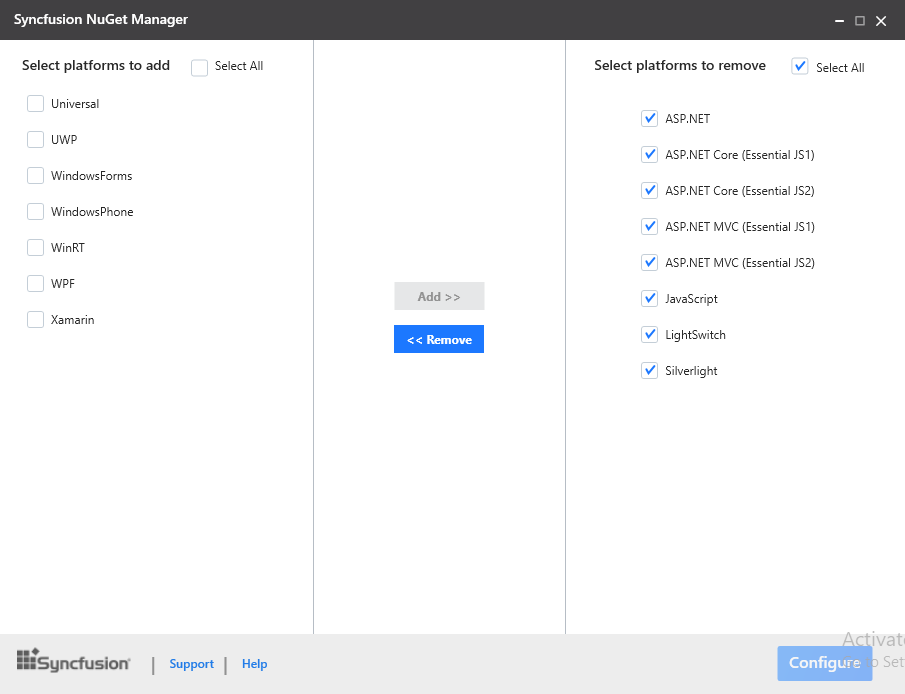 Syncfusion NuGet Manager
Select platforms to add
Select All
Universal
UWP
WindowsForms
WindowsPhone
WinRT
WPF
Xamarin
Add >>
<< Remove
Select platforms to remove
Select All
ASP.NET
ASP.NET Core (Essential JS1)
ASP.NET Core (Essential JS2)
ASP.NET MVC (Essential JS1)
ASP.NET MVC (Essential JS2)
JavaScript
LightSwitch
Silverlight
Syncfusion | Support | Help
Configure
Activate
to Set